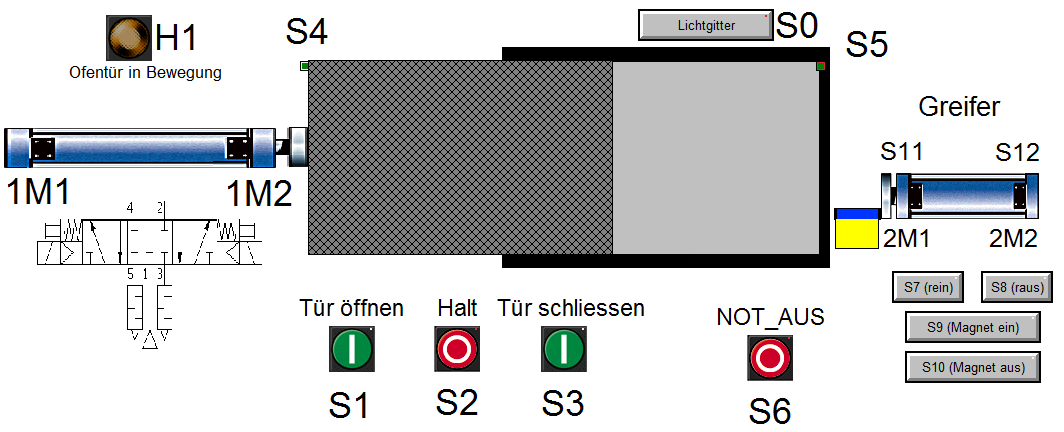 H1
Ofentür in Bewegung
S4
Lichtgitter
S0
S5
Greifer
S11
S12
1M1
1M2
2M1
2M2
4 2
5 1 3
S7 (rein)
S8 (raus)
S9 (Magnet ein)
S10 (Magnet aus)
Tür öffnen
Halt
Tür schliessen
NOT_AUS
S1
S2
S3
S6